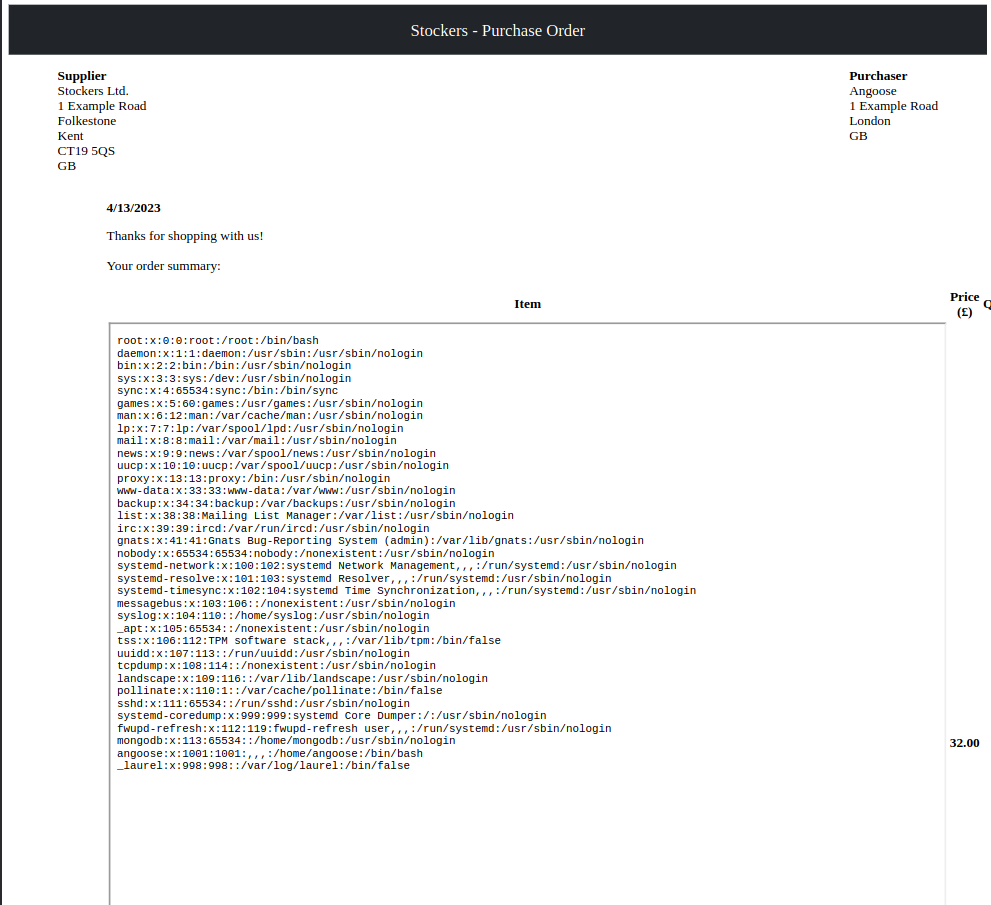 Stockers - Purchase Order
Supplier
Stockers Ltd.
1 Example Road
Folkestone
Kent
CT19 5QS
GB
Purchaser
Angoose
1 Example Road
London
GB
4/13/2023
Thanks for shopping with us!
Your order summary:
Item
Price
(£)
Q
root:x:0:0:root:/root:/bin/bash
daemon:x:1:1:daemon:/usr/sbin:/usr/sbin/nologin
bin:x:2:2:bin:/bin:/usr/sbin/nologin
sys:x:3:3:sys:/dev:/usr/sbin/nologin
sync:x:4:65534:sync:/bin:/bin/sync
games:x:5:60:games:/usr/games:/usr/sbin/nologin
man:x:6:12:man:/var/cache/man:/usr/sbin/nologin
lp:x:7:7:lp:/var/spool/lpd:/usr/sbin/nologin
mail:x:8:8:mail:/var/mail:/usr/sbin/nologin
news:x:9:9:news:/var/spool/news:/usr/sbin/nologin
uucp:x:10:10:uucp:/var/spool/uucp:/usr/sbin/nologin
proxy:x:13:13:proxy:/bin:/usr/sbin/nologin
www-data:x:33:33:www-data:/var/www:/usr/sbin/nologin
backup:x:34:34:backup:/var/backups:/usr/sbin/nologin
list:x:38:38:Mailing List Manager:/var/list:/usr/sbin/nologin
irc:x:39:39:ircd:/var/run/ircd:/usr/sbin/nologin
gnats:x:41:41:Gnats Bug-Reporting System (admin):/var/lib/gnats:/usr/sbin/nologin
nobody:x:65534:65534:nobody:/nonexistent:/usr/sbin/nologin
systemd-network:x:100:102:systemd Network Management,,,:/run/systemd:/usr/sbin/nologin
systemd-resolve:x:101:103:systemd Resolver,,,:/run/systemd:/usr/sbin/nologin
systemd-timesync:x:102:104:systemd Time Synchronization,,,:/run/systemd:/usr/sbin/nologin
messagebus:x:103:106::/nonexistent:/usr/sbin/nologin
syslog:x:104:110::/home/syslog:/usr/sbin/nologin
_apt:x:105:65534::/nonexistent:/usr/sbin/nologin
tss:x:106:112:TPM software stack,,,:/var/lib/tpm:/bin/false
uuidd:x:107:113::/run/uuidd:/usr/sbin/nologin
tcpdump:x:108:114::/nonexistent:/usr/sbin/nologin
landscape:x:109:116::/var/lib/landscape:/usr/sbin/nologin
pollinate:x:110:1::/var/cache/pollinate:/bin/false
sshd:x:111:65534::/run/sshd:/usr/sbin/nologin
systemd-coredump:x:999:999:systemd Core Dumper:/:/usr/sbin/nologin
fwupd-refresh:x:112:119:fwupd-refresh user,,,:/run/systemd:/usr/sbin/nologin
mongodb:x:113:65534::/home/mongodb:/usr/sbin/nologin
angoose:x:1001:1001:,,,:/home/angoose:/bin/bash
_laurel:x:998:998::/var/log/laurel:/bin/false
32.00